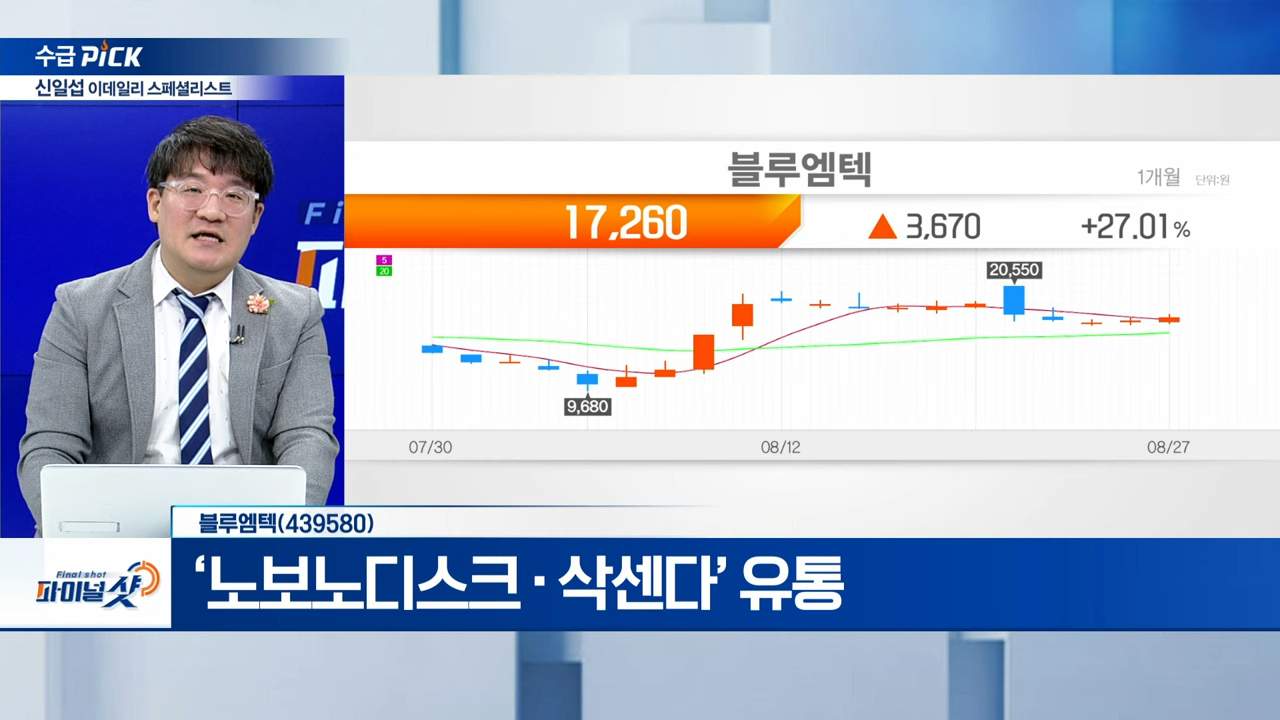 수급 PiCK
신일섭 이데일리 스페셜리스트
Fi
블루엠텍
1개월 단위:원
17,260 ▲ 3,670 +27.01%
5
20
20,550
9,680
07/30 08/12 08/27
블루엠텍(439580)
Final shot
파이널샷
‘노보노디스크·삭센다’ 유통